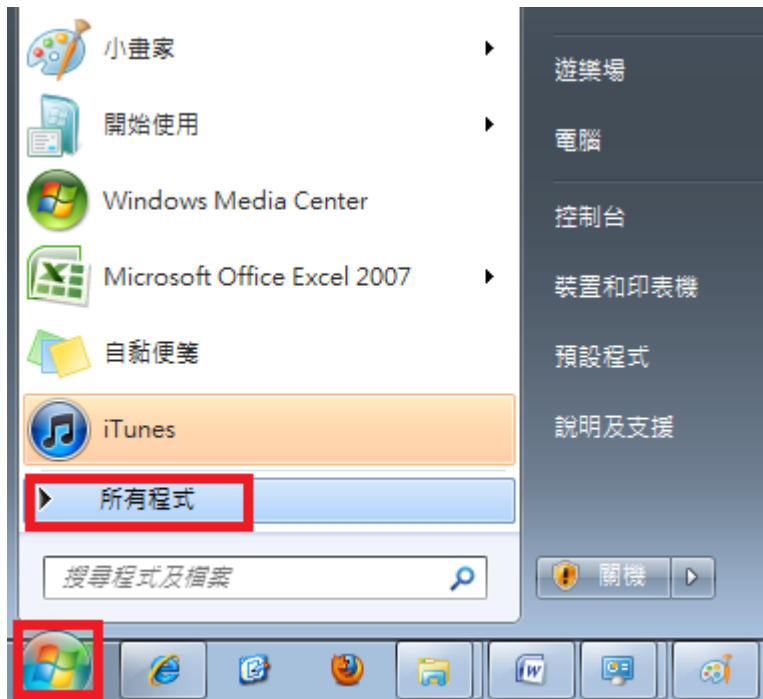 小畫家
開始使用
Windows Media Center
Microsoft Office Excel 2007
自黏便箋
iTunes
所有程式
搜尋程式及檔案
遊樂場
電腦
控制台
裝置和印表機
預設程式
說明及支援
關機